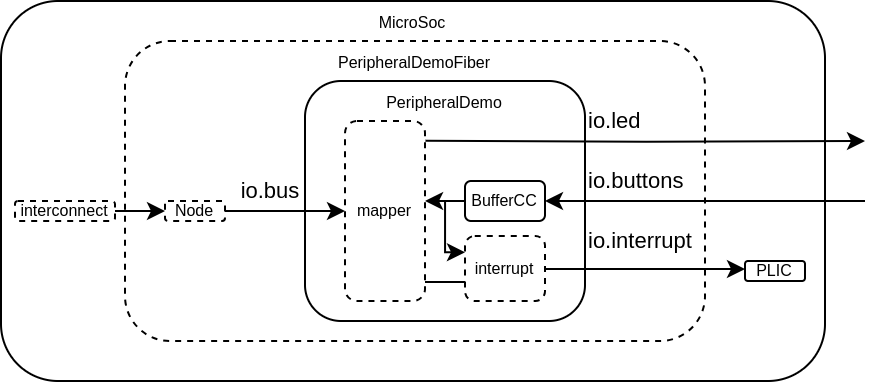 MicroSoc
PeripheralDemoFiber
PeripheralDemo
io.led
io.buttons
io.bus
BufferCC
interconnect
Node
mapper
io.interrupt
interrupt
PLIC